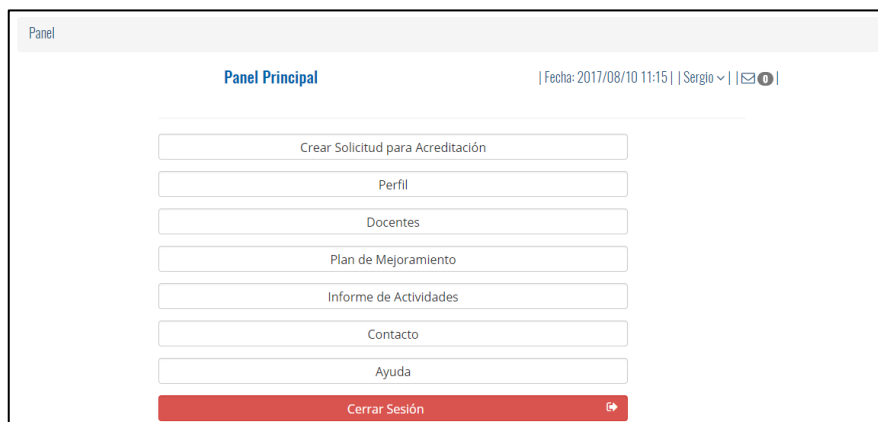 Panel
Panel Principal | Fecha: 2017/08/10 11:15 | | Sergio | | 0 |
Crear Solicitud para Acreditación
Perfil
Docentes
Plan de Mejoramiento
Informe de Actividades
Contacto
Ayuda
Cerrar Sesión